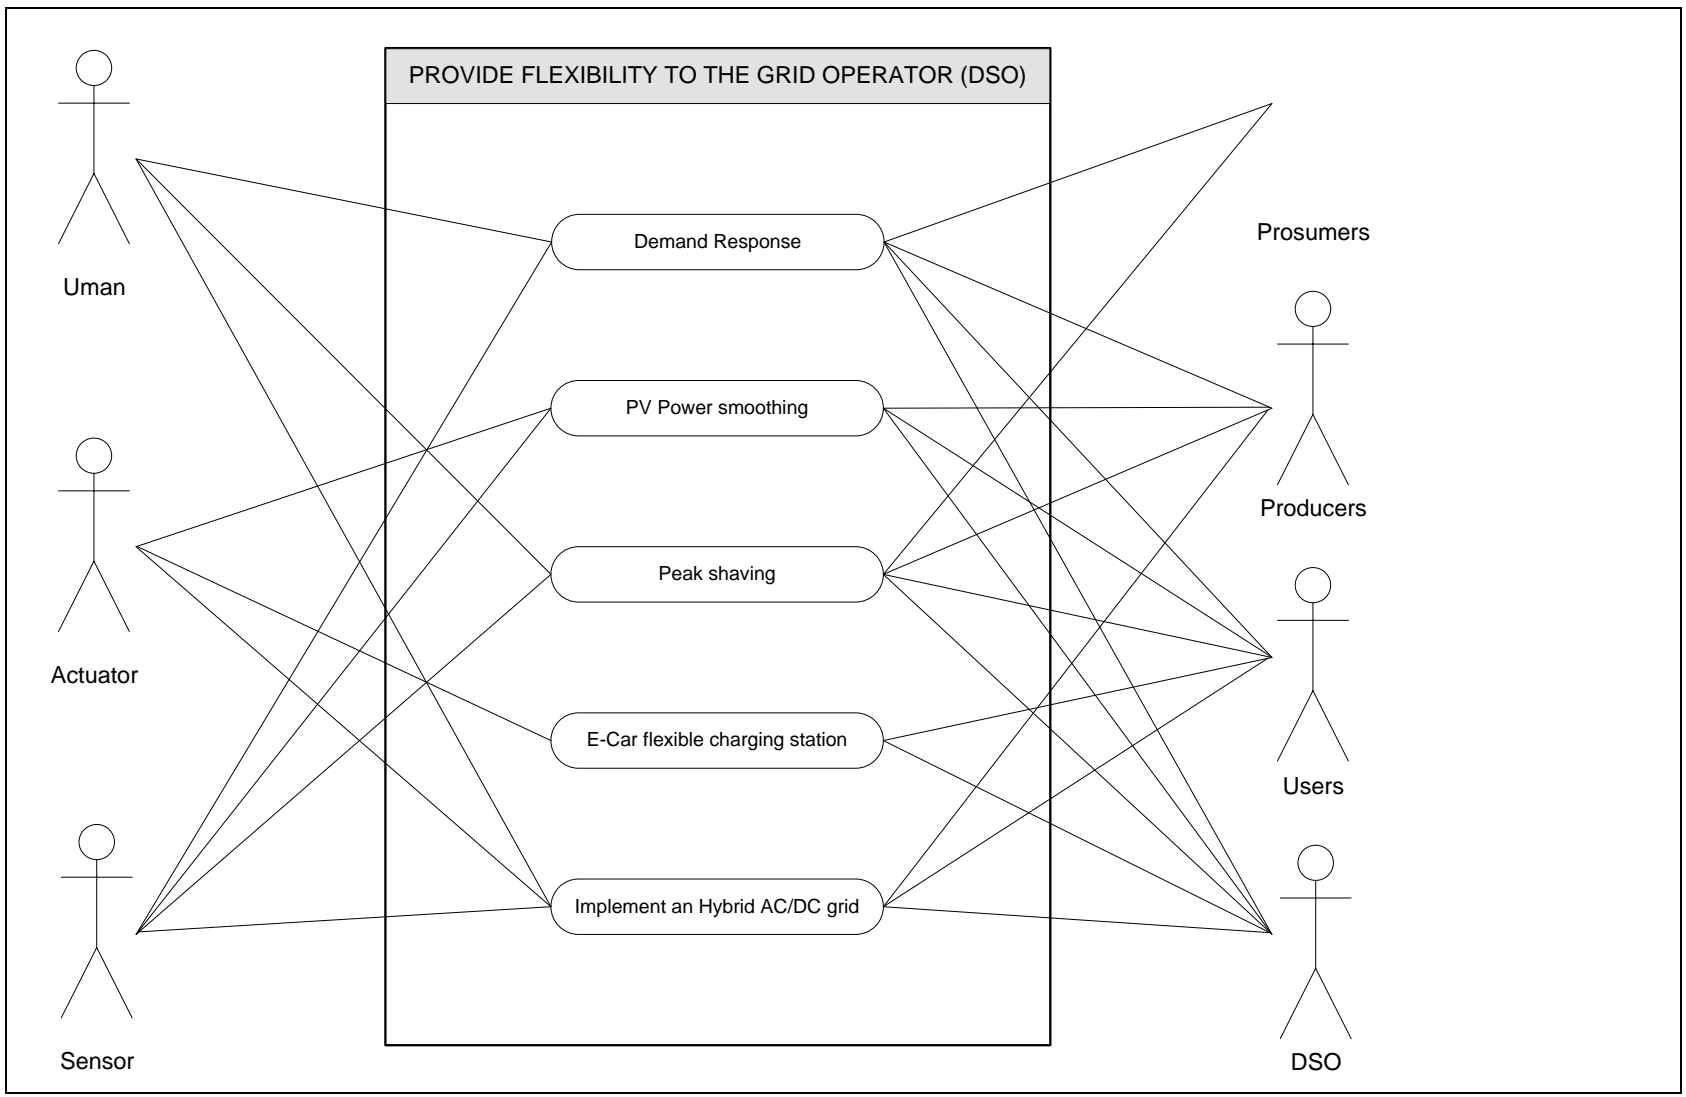 PROVIDE FLEXIBILITY TO THE GRID OPERATOR (DSO)
Uman
Actuator
Sensor
Demand Response
PV Power smoothing
Peak shaving
E-Car flexible charging station
Implement an Hybrid AC/DC grid
Prosumers
Producers
Users
DSO